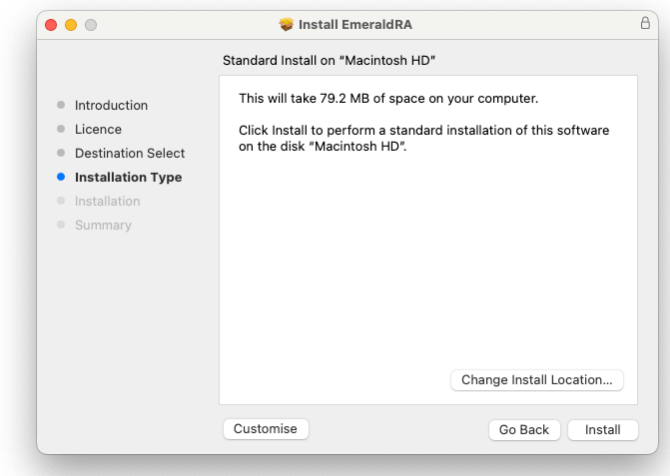 Install EmeraldRA
Standard Install on “Macintosh HD”
Introduction
Licence
Destination Select
Installation Type
Installation
Summary
This will take 79.2 MB of space on your computer.
Click Install to perform a standard installation of this software
on the disk “Macintosh HD”.
Change Install Location...
Customise
Go Back
Install